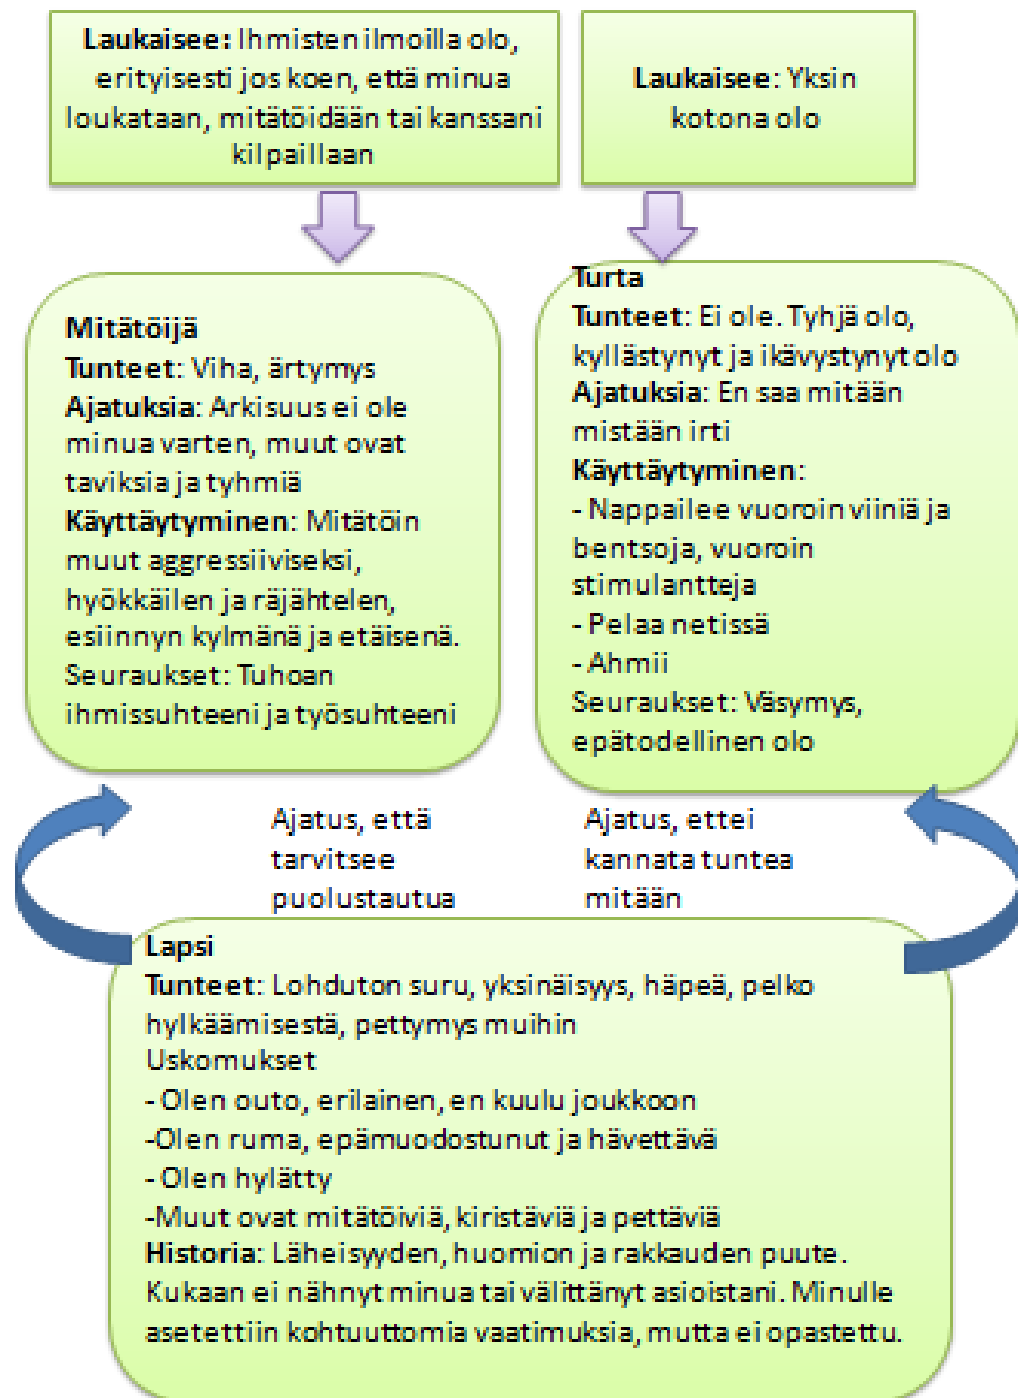 Laukaisee: Ihmisten ilmoilla olo,
erityisesti jos koen, että minua
loukataan, mitätöidään tai kanssani
kilpaillaan
Laukaisee: Yksin
kotona olo
Mitätöijä
Tunteet: Viha, ärtymys
Ajatuksia: Arkisuus ei ole
minua varten, muut ovat
taviksia ja tyhmiä
Käyttäytyminen: Mitätöin
muut aggressiiviseksi,
hyökkäilen ja räjähtelen,
esiinnyn kylmänä ja etäisenä.
Seuraukset: Tuhoan
ihmissuhteeni ja työsuhteeni
Turta
Tunteet: Ei ole. Tyhjä olo,
kyllästynyt ja ikävystynyt olo
Ajatuksia: En saa mitään
mistään irti
Käyttäytyminen:
- Nappailee vuoroin viiniä ja
bentsoja, vuoroin
stimulantteja
- Pelaa netissä
- Ahmii
Seuraukset: Väsymys,
epätodellinen olo
Ajatus, että
tarvitsee
puolustautua
Ajatus, ettei
kannata tuntea
mitään
Lapsi
Tunteet: Lohduton suru, yksinäisyys, häpeä, pelko
hylkäämisestä, pettymys muihin
Uskomukset
- Olen outo, erilainen, en kuulu joukkoon
-Olen ruma, epämuodostunut ja hävettävä
- Olen hylätty
-Muut ovat mitätöiviä, kiristäviä ja pettäviä
Historia: Läheisyyden, huomion ja rakkauden puute.
Kukaan ei nähnyt minua tai välittänyt asioistani. Minulle
asetettiin kohtuuttomia vaatimuksia, mutta ei opastettu.